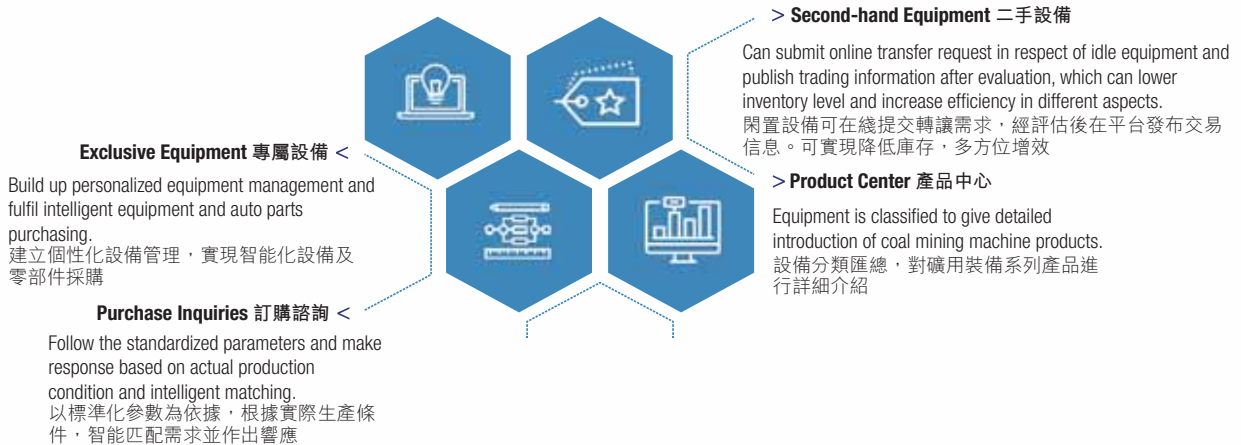 > Second-hand Equipment 二手設備
Can submit online transfer request in respect of idle equipment and
publish trading information after evaluation, which can lower
inventory level and increase efficiency in different aspects.
閑置設備可在綫提交轉讓需求，經評估後在平台發布交易
信息。可實現降低庫存，多方位增效
Exclusive Equipment 專屬設備 <
Build up personalized equipment management and
fulfil intelligent equipment and auto parts
purchasing.
建立個性化設備管理，實現智能化設備及
零部件採購
> Product Center 產品中心
Equipment is classified to give detailed
introduction of coal mining machine products.
設備分類匯總，對礦用裝備系列產品進
行詳細介紹
Purchase Inquiries 訂購諮詢 <
Follow the standardized parameters and make
response based on actual production
condition and intelligent matching.
以標準化參數為依據，根據實際生產條
件，智能匹配需求並作出響應